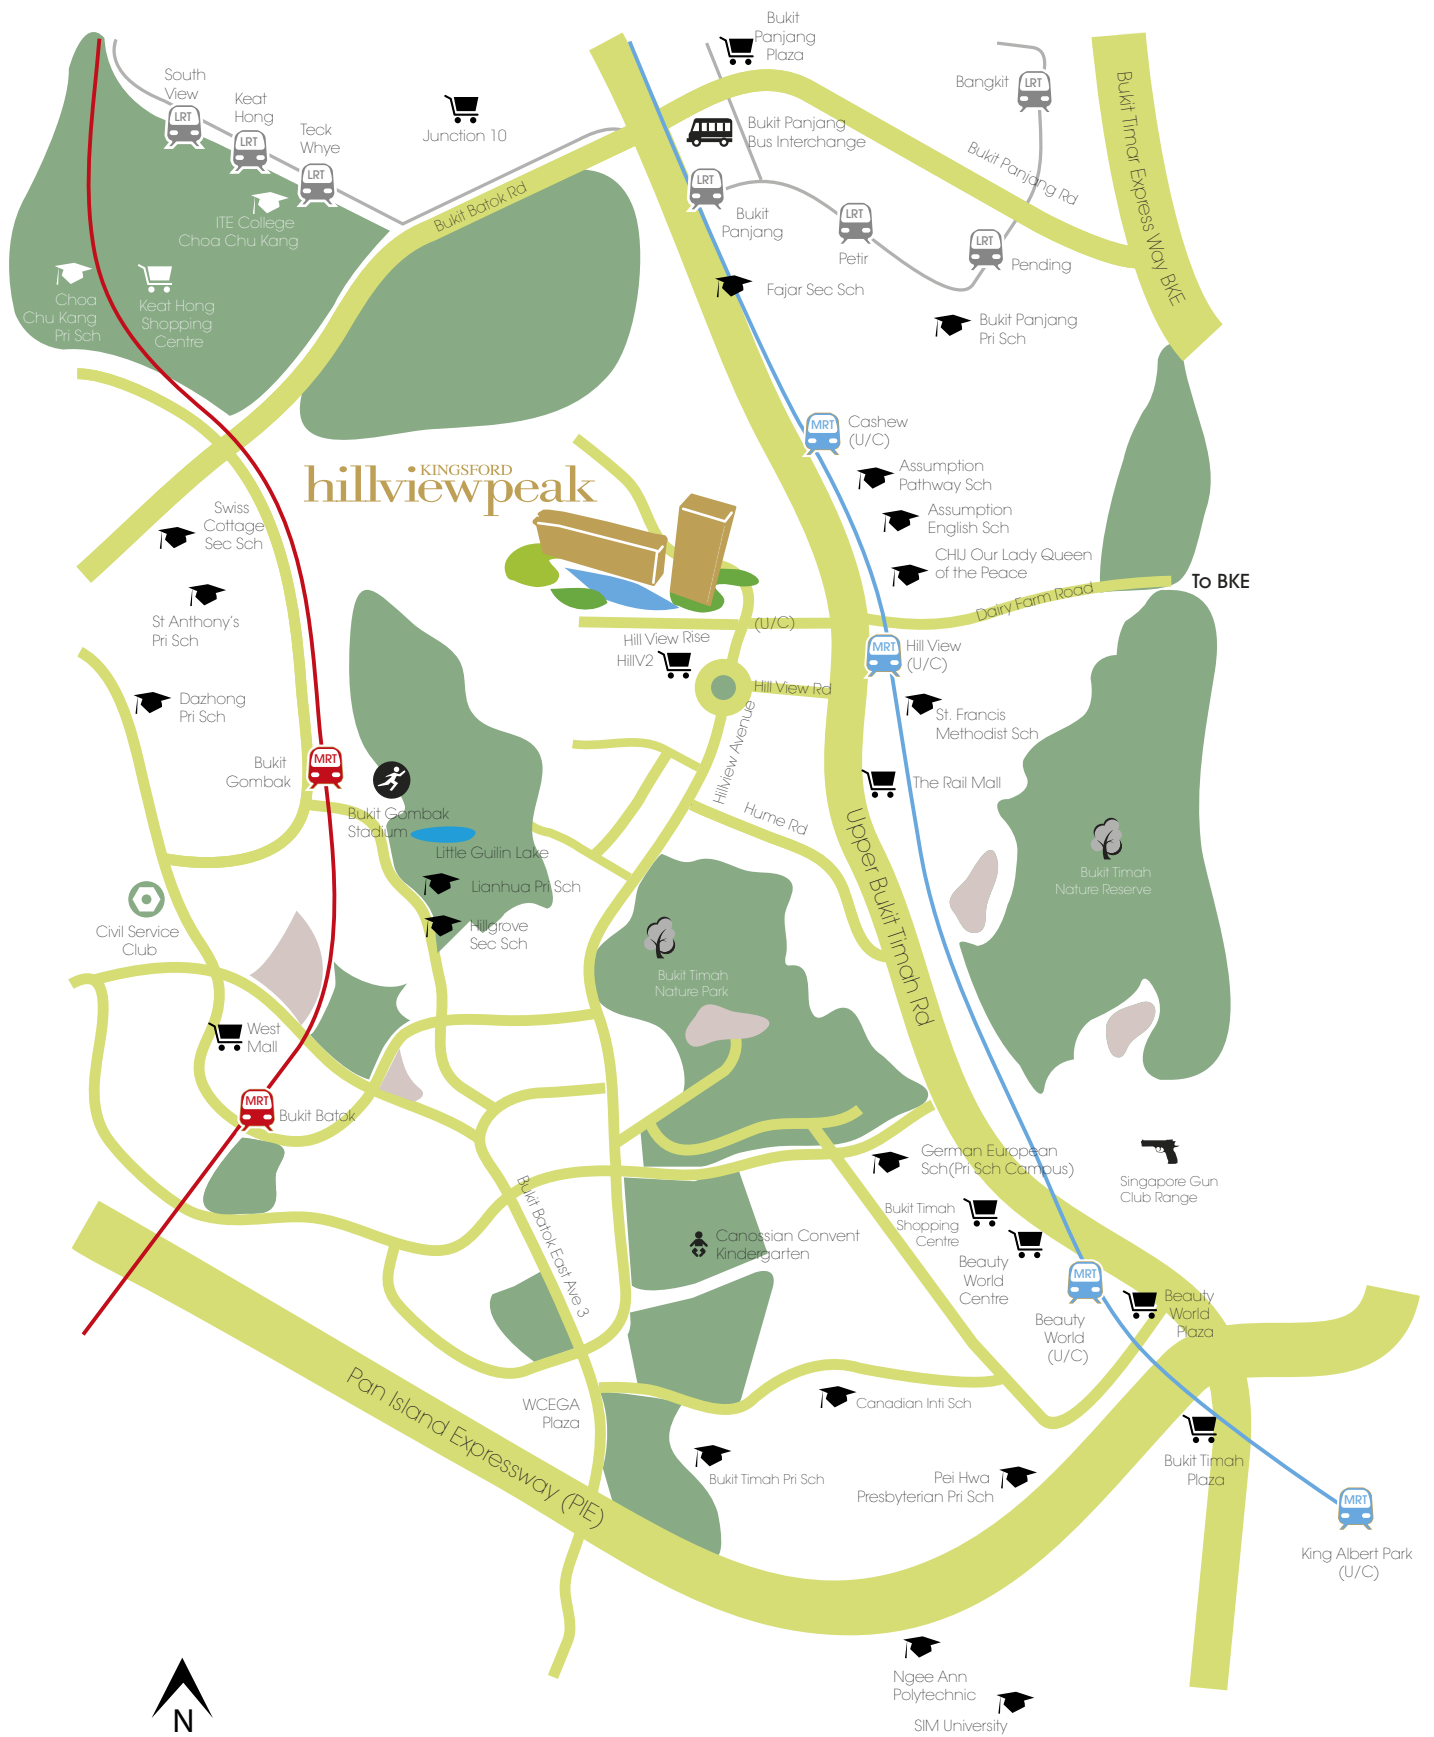 Bukit
Panjang
Plaza
South
View
LRT
Keat
Hong
LRT
Teck
Whye
LRT
Junction 10
Bukit Panjang
Bus Interchange
Bangkit
LRT
Bukit Timar Express Way BKE
Bukit Panjang Rd
LRT
Bukit
Panjang
LRT
Petir
LRT
Pending
ITE College
Choa Chu Kang
Bukit Batok Rd
Choa
Chu Kang
Pri Sch
Keat Hong
Shopping
Centre
Fajar Sec Sch
Bukit Panjang
Pri Sch
MRT
Cashew
(U/C)
KINGSFORD
hillviewpeak
Assumption
Pathway Sch
Assumption
English Sch
CHIJ Our Lady Queen
of the Peace
Swiss
Cottage
Sec Sch
St Anthony's
Pri Sch
Dairy Farm Road
To BKE
Hill View Rise
(U/C)
HillV2
MRT
Hill View
(U/C)
Hill View Rd
Dazhong
Pri Sch
St. Francis
Methodist Sch
Hillview Avenue
MRT
Bukit
Gombak
The Rail Mall
Bukit Gombak
Stadium
Hume Rd
Little Guilin Lake
Upper Bukit Timah Rd
Bukit Timah
Nature Reserve
Lianhua Pri Sch
Hillgrove
Sec Sch
Civil Service
Club
Bukit Timah
Nature Park
West
Mall
MRT
Bukit Batok
German European
Sch(Pri Sch Campus)
Singapore Gun
Club Range
Bukit Timah
Shopping
Centre
Bukit Batok East Ave 3
Canossian Convent
Kindergarten
Beauty
World
Centre
MRT
Beauty
World
(U/C)
Beauty
World
Plaza
Pan Island Expressway (PIE)
WCEGA
Plaza
Canadian Inti Sch
Bukit Timah Pri Sch
Pei Hwa
Presbyterian Pri Sch
Bukit Timah
Plaza
MRT
King Albert Park
(U/C)
Ngee Ann
Polytechnic
SIM University
N